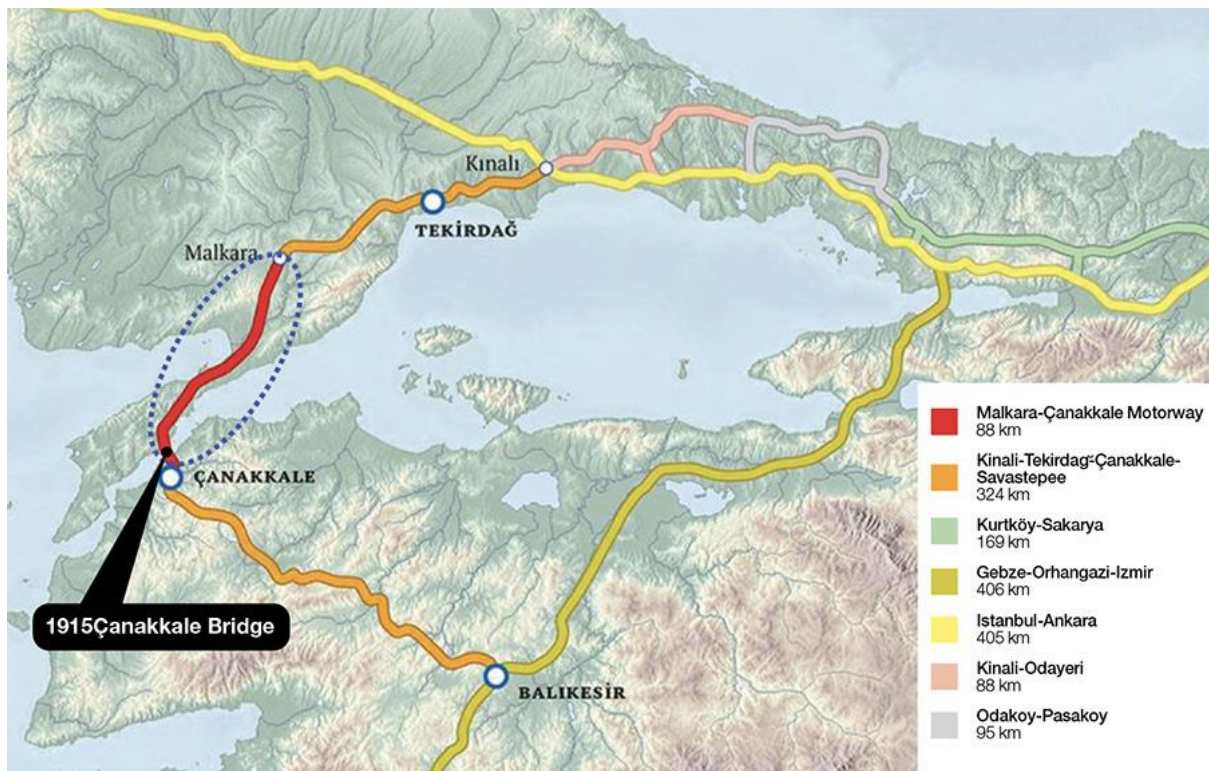 Kınalı
TEKİRDAĞ
Malkara
ÇANAKKALE
1915Çanakkale Bridge
BALIKESİR
Malkara-Çanakkale Motorway
88 km
Kinali-Tekirdag-Çanakkale-
Savastepee
324 km
Kurtköy-Sakarya
169 km
Gebze-Orhangazi-Izmir
406 km
Istanbul-Ankara
405 km
Kinali-Odayeri
88 km
Odakoy-Pasakoy
95 km